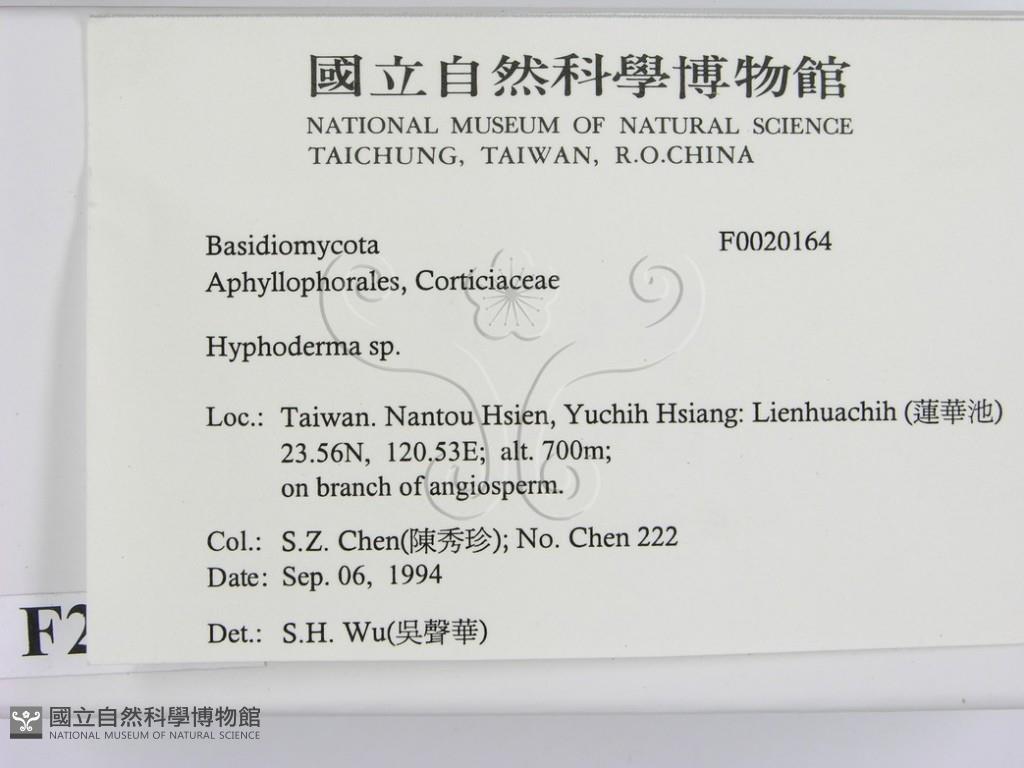 國立自然科學博物館
NATIONAL MUSEUM OF NATURAL SCIENCE
TAICHUNG, TAIWAN, R.O.CHINA
Basidiomycota F0020164
Aphyllophorales, Corticiaceae
Hyphoderma sp.
Loc.: Taiwan. Nantou Hsien, Yuchih Hsiang: Lienhuachih (蓮華池)
23.56N, 120.53E; alt. 700m;
on branch of angiosperm.
Col.: S.Z. Chen(陳秀珍); No. Chen 222
Date: Sep. 06, 1994
Det.: S.H. Wu(吳聲華)
F2
國立自然科學博物館
NATIONAL MUSEUM OF NATURAL SCIENCE